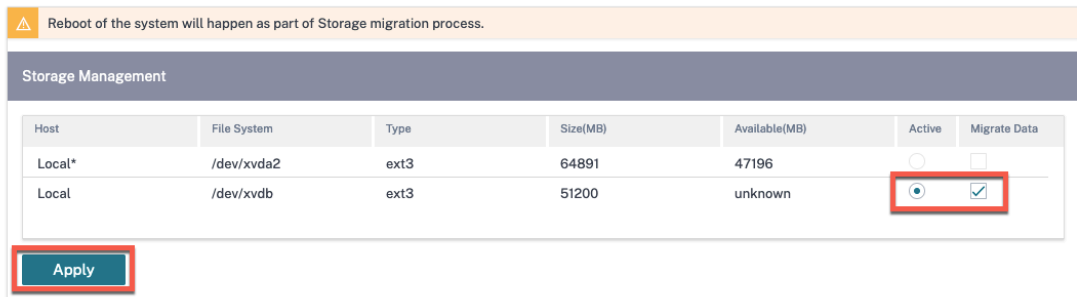 Reboot of the system will happen as part of Storage migration process.
Storage Management
Host File System Type Size(MB) Available(MB) Active Migrate Data
Local* /dev/xvda2 ext3 64891 47196
Local /dev/xvdb ext3 51200 unknown
Apply